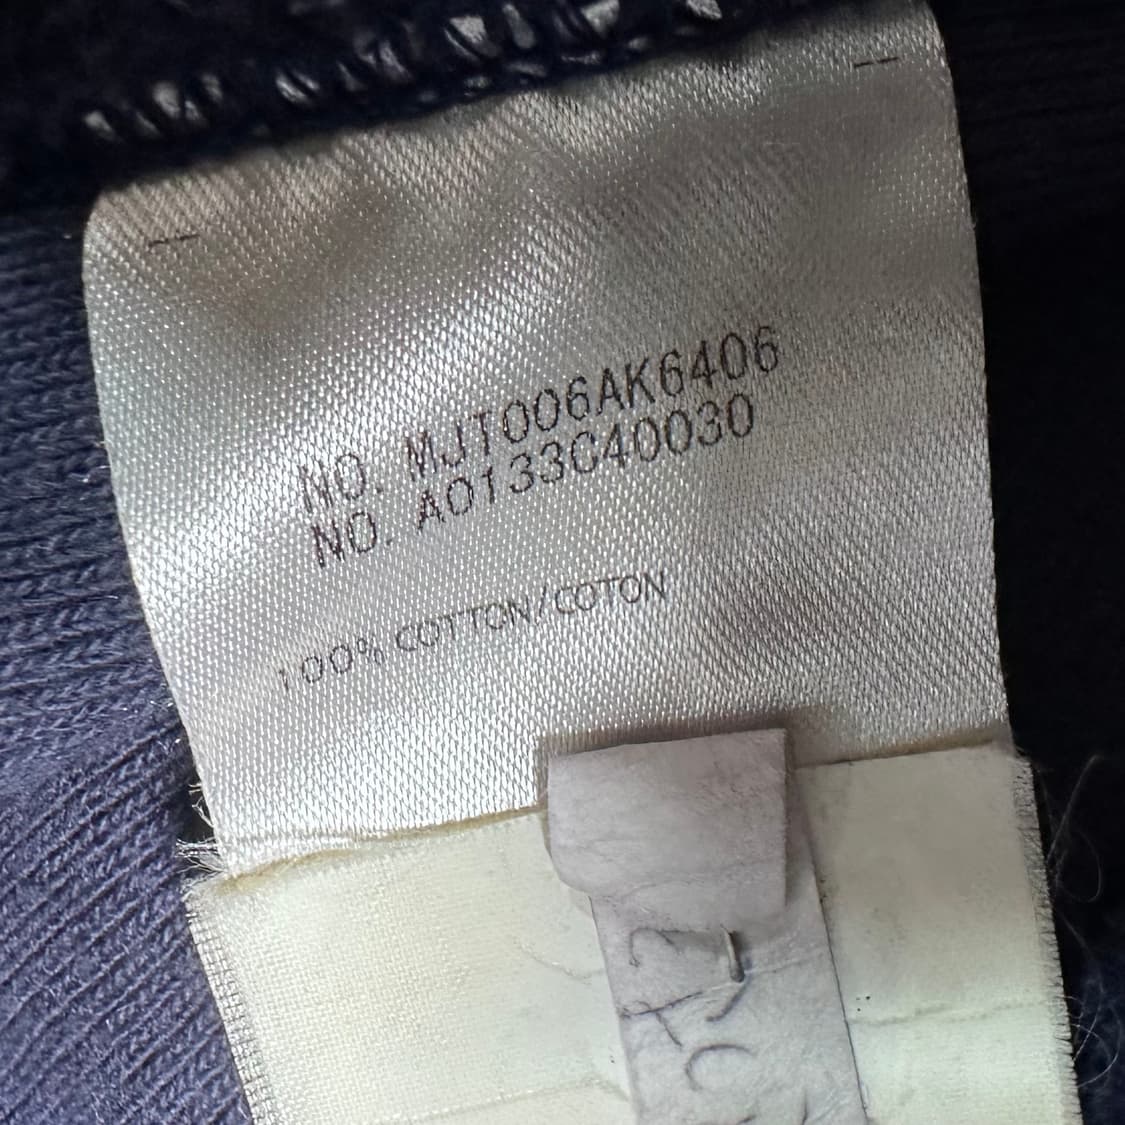 NO. MJT006AK6406
NO. A0133C40030
100% COTTON/COTON